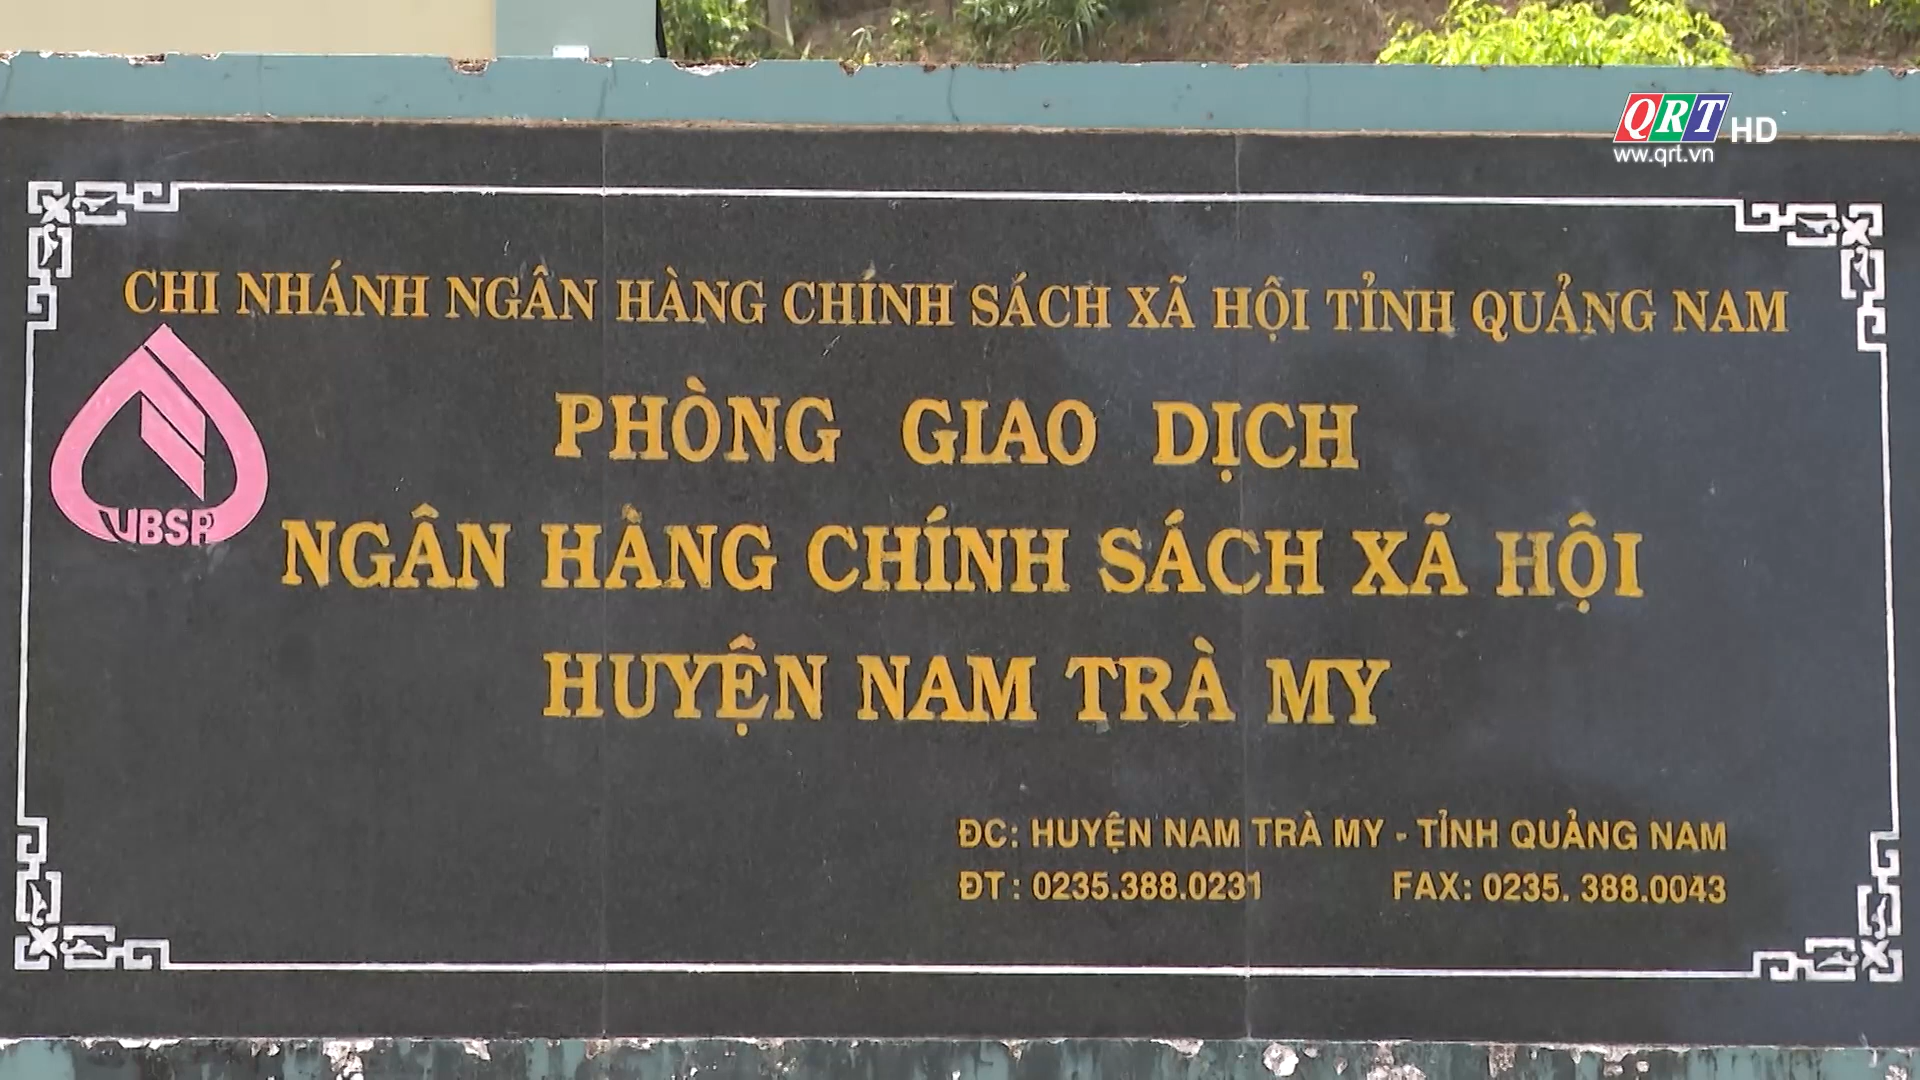 QRT HD
ww.qrt.vn
CHI NHÁNH NGÂN HÀNG CHÍNH SÁCH XÃ HỘI TỈNH QUẢNG NAM
PHÒNG GIAO DỊCH
VBSP
NGÂN HÀNG CHÍNH SÁCH XÃ HỘI
HUYỆN NAM TRÀ MY
ĐC: HUYỆN NAM TRÀ MY - TỈNH QUẢNG NAM
ĐT : 0235.388.0231 FAX: 0235. 388.0043